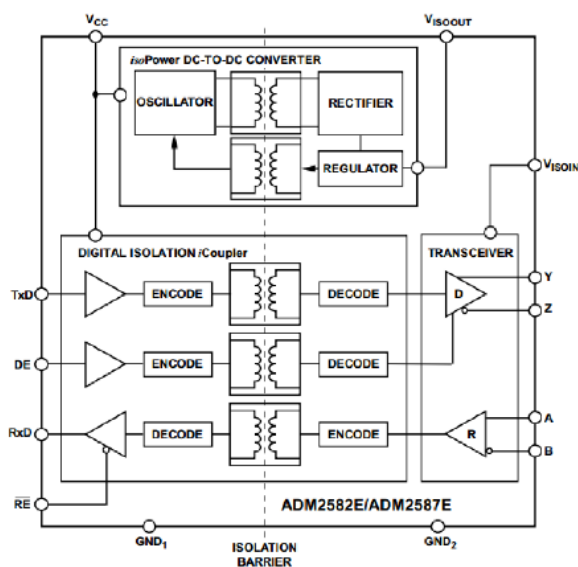 VCC
VISOOUT
isoPower DC-TO-DC CONVERTER
OSCILLATOR
RECTIFIER
REGULATOR
VISOIN
DIGITAL ISOLATION iCoupler
TRANSCEIVER
TxD
ENCODE
DECODE
D
Y
Z
DE
ENCODE
DECODE
RxD
DECODE
ENCODE
R
A
B
RE
ADM2582E/ADM2587E
GND1
ISOLATION
BARRIER
GND2